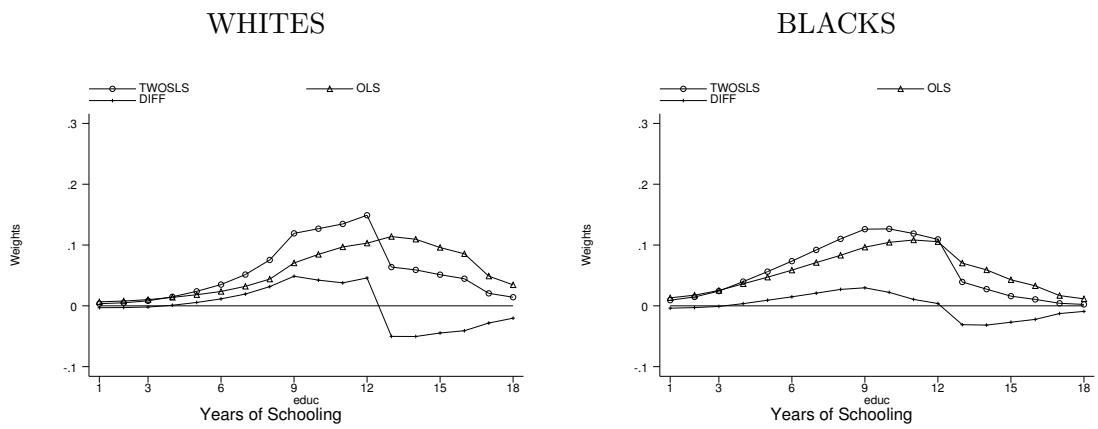 WHITES
TWOSLS
OLS
DIFF
.3
.2
.1
0
-.1
Weights
1
3
6
9
12
15
18
educ
Years of Schooling
BLACKS
TWOSLS
OLS
DIFF
.3
.2
.1
0
-.1
Weights
1
3
6
9
12
15
18
educ
Years of Schooling